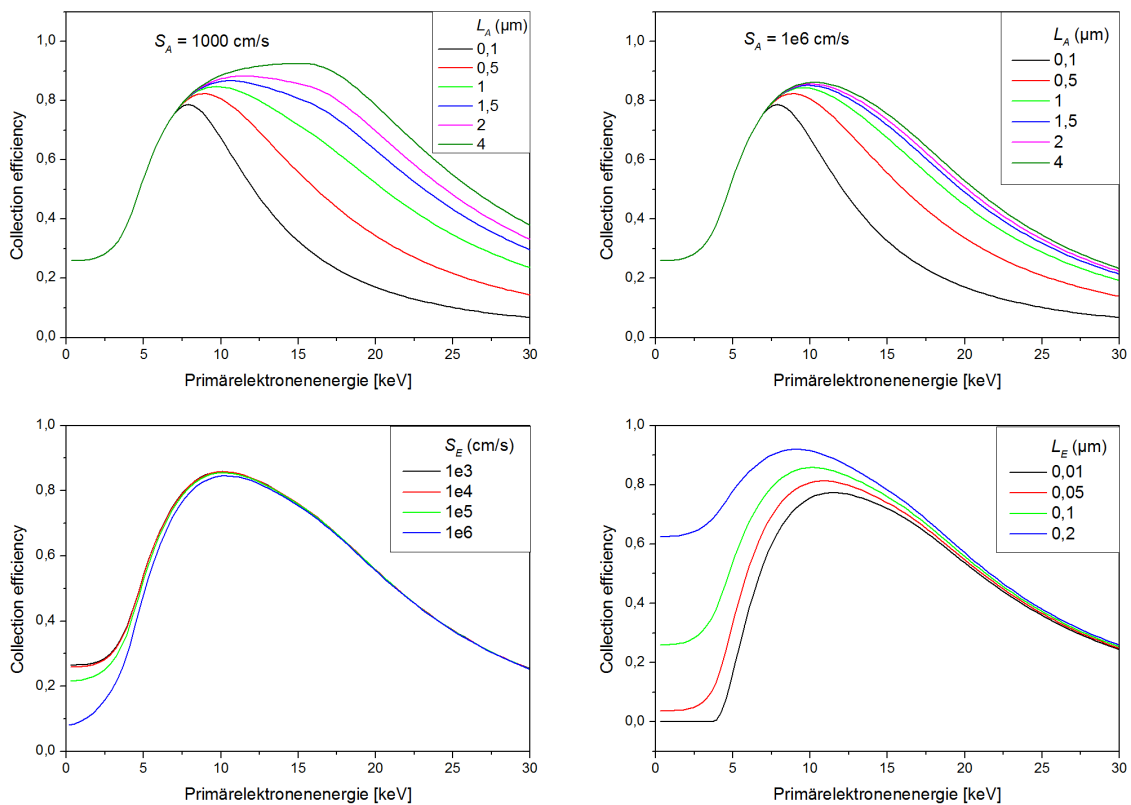 S_A = 1000 cm/s
L_A (µm)
0,1
0,5
1
1,5
2
4
1,0
0,8
0,6
0,4
0,2
0,0
Collection efficiency
0 5 10 15 20 25 30
Primärelektronenenergie [keV]
S_A = 1e6 cm/s
L_A (µm)
0,1
0,5
1
1,5
2
4
1,0
0,8
0,6
0,4
0,2
0,0
Collection efficiency
0 5 10 15 20 25 30
Primärelektronenenergie [keV]
S_E (cm/s)
1e3
1e4
1e5
1e6
1,0
0,8
0,6
0,4
0,2
0,0
Collection efficiency
0 5 10 15 20 25 30
Primärelektronenenergie [keV]
L_E (µm)
0,01
0,05
0,1
0,2
1,0
0,8
0,6
0,4
0,2
0,0
Collection efficiency
0 5 10 15 20 25 30
Primärelektronenenergie [keV]